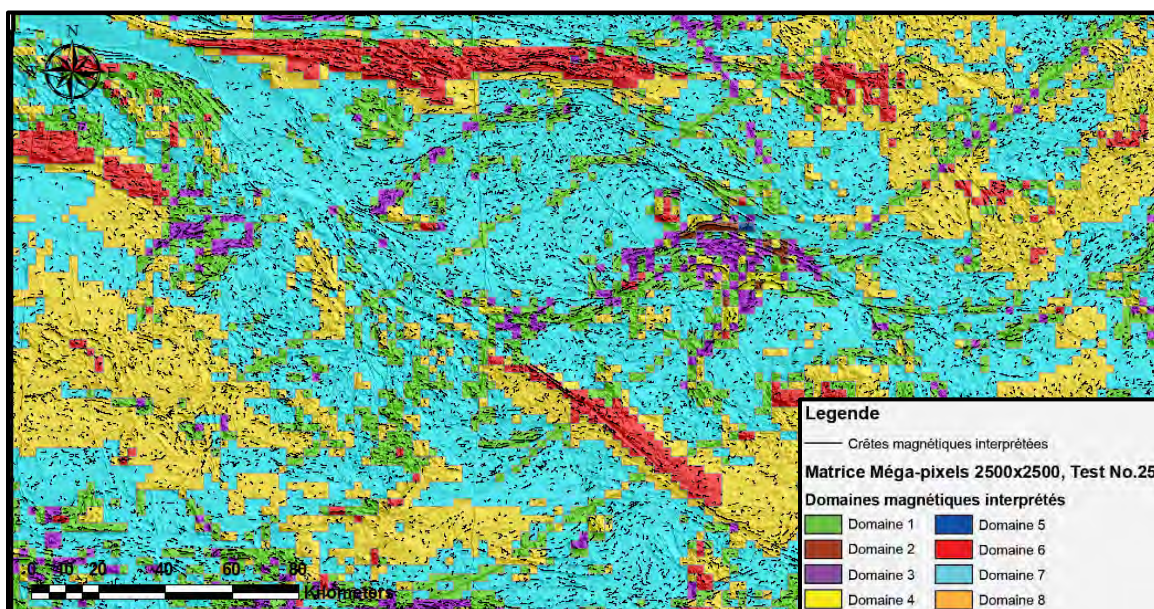 N
Legende
Crêtes magnétiques interprétées
Matrice Méga-pixels 2500x2500, Test No.25
Domaines magnétiques interprétés
Domaine 1
Domaine 5
Domaine 2
Domaine 6
Domaine 3
Domaine 7
Domaine 4
Domaine 8
0 10 20 40 60 80
Kilometers